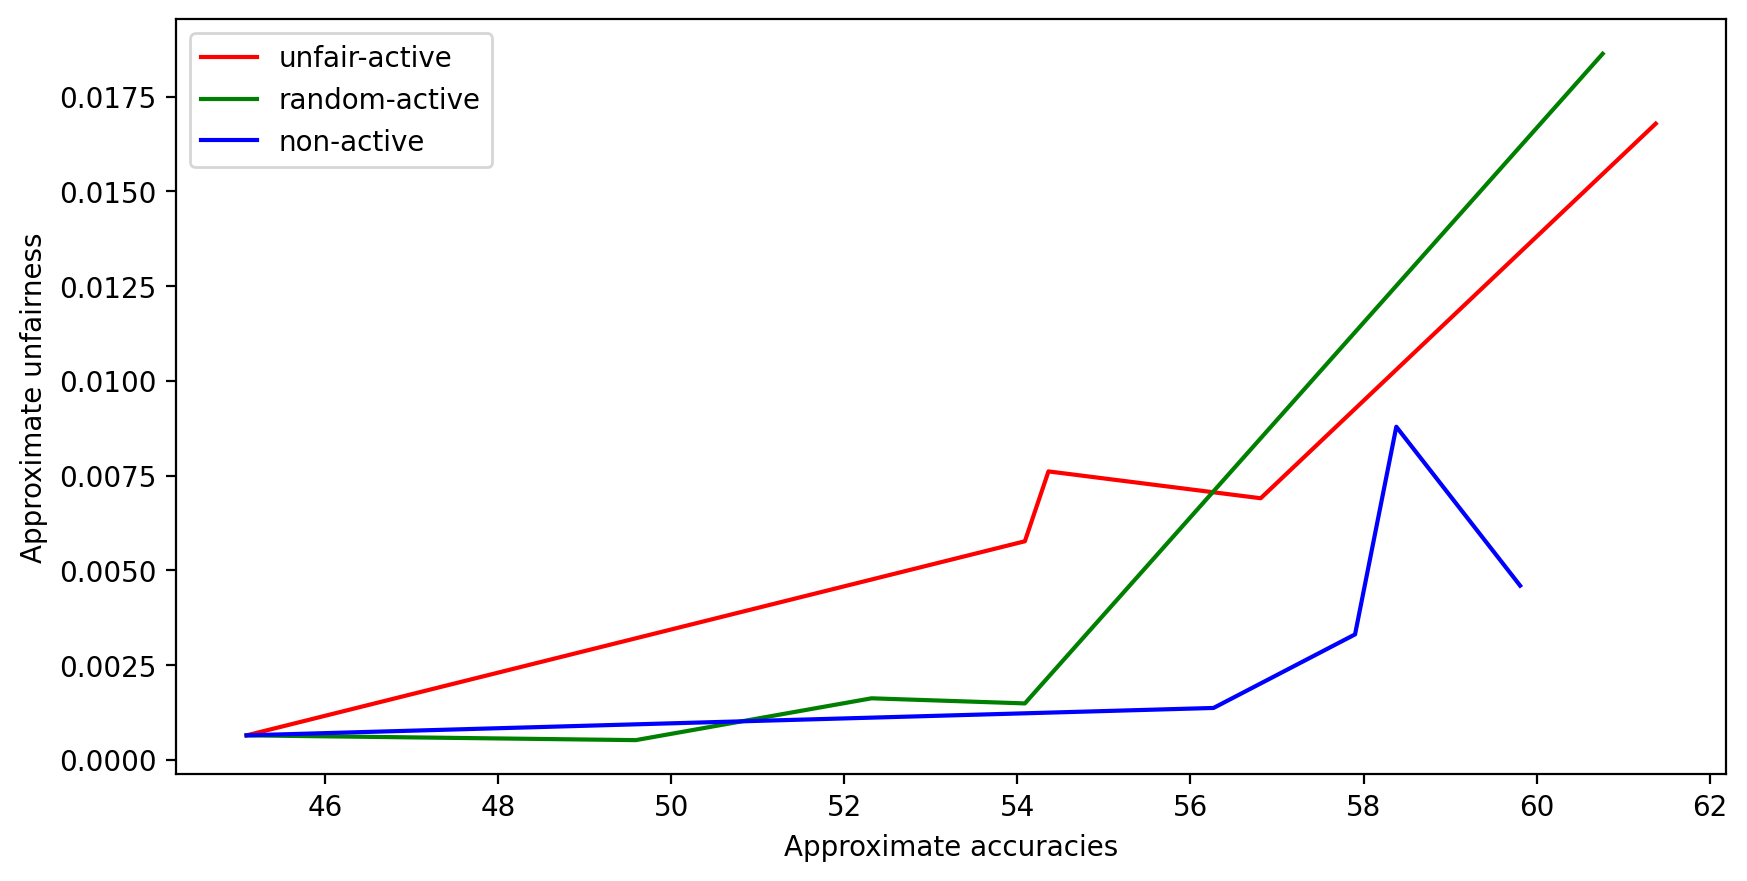 unfair-active
random-active
non-active
0.0175
0.0150
0.0125
0.0100
0.0075
0.0050
0.0025
0.0000
Approximate unfairness
46 48 50 52 54 56 58 60 62
Approximate accuracies